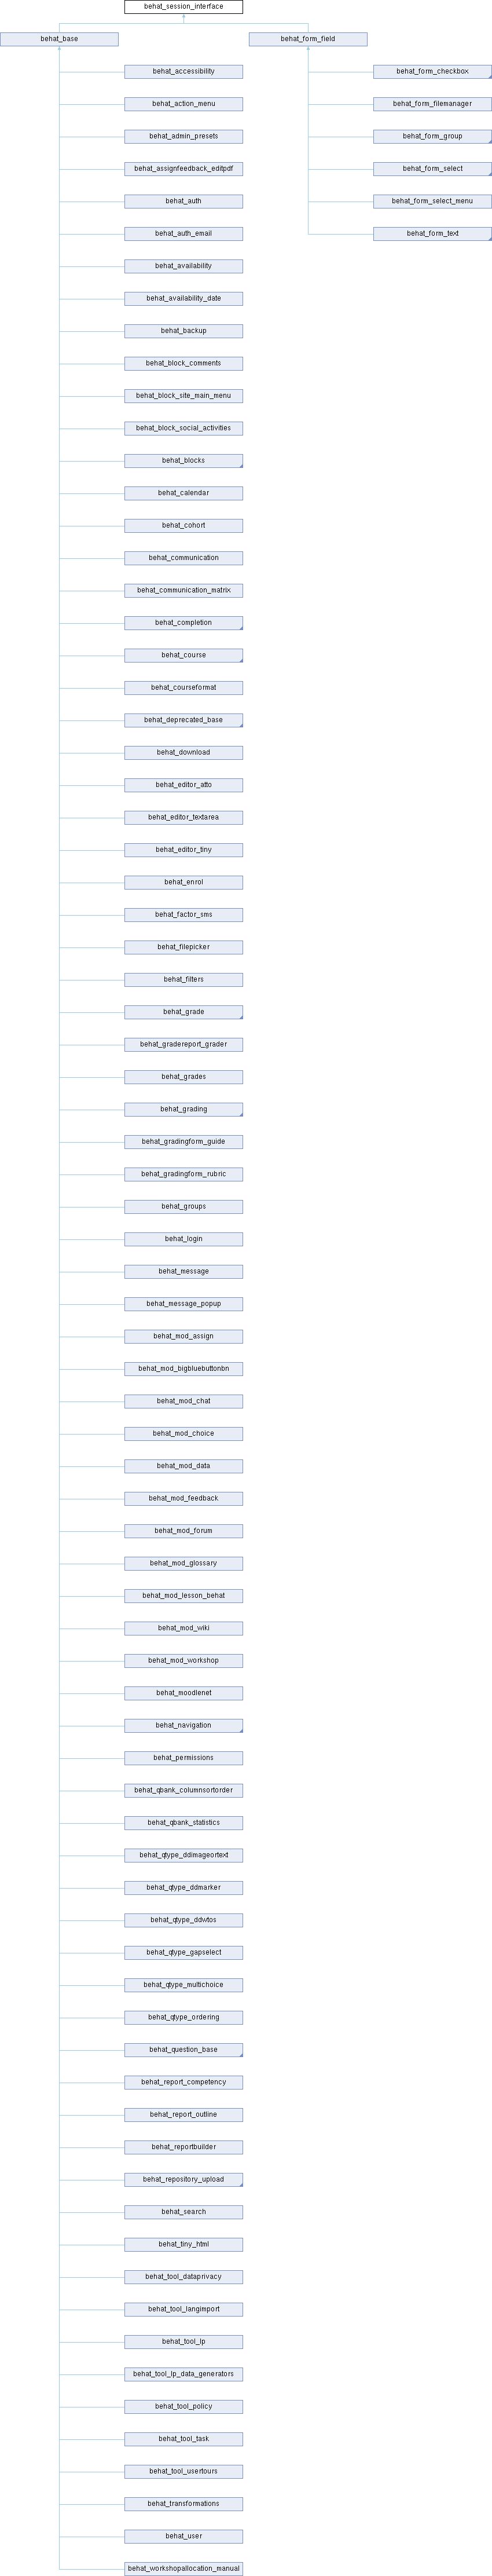 behat_session_interface
behat_base
behat_form_field
behat_accessibility
behat_form_checkbox
behat_action_menu
behat_form_filemanager
behat_admin_presets
behat_form_group
behat_assignfeedback_editpdf
behat_form_select
behat_auth
behat_form_select_menu
behat_auth_email
behat_form_text
behat_availability
behat_availability_date
behat_backup
behat_block_comments
behat_block_site_main_menu
behat_block_social_activities
behat_blocks
behat_calendar
behat_cohort
behat_communication
behat_communication_matrix
behat_completion
behat_course
behat_courseformat
behat_deprecated_base
behat_download
behat_editor_atto
behat_editor_textarea
behat_editor_tiny
behat_enrol
behat_factor_sms
behat_filepicker
behat_filters
behat_grade
behat_gradereport_grader
behat_grades
behat_grading
behat_gradingform_guide
behat_gradingform_rubric
behat_groups
behat_login
behat_message
behat_message_popup
behat_mod_assign
behat_mod_bigbluebuttonbn
behat_mod_chat
behat_mod_choice
behat_mod_data
behat_mod_feedback
behat_mod_forum
behat_mod_glossary
behat_mod_lesson_behat
behat_mod_wiki
behat_mod_workshop
behat_moodlenet
behat_navigation
behat_permissions
behat_qbank_columnsortorder
behat_qbank_statistics
behat_qtype_ddimageortext
behat_qtype_ddmarker
behat_qtype_ddwtos
behat_qtype_gapselect
behat_qtype_multichoice
behat_qtype_ordering
behat_question_base
behat_report_competency
behat_report_outline
behat_reportbuilder
behat_repository_upload
behat_search
behat_tiny_html
behat_tool_dataprivacy
behat_tool_langimport
behat_tool_lp
behat_tool_lp_data_generators
behat_tool_policy
behat_tool_task
behat_tool_usertours
behat_transformations
behat_user
behat_workshopallocation_manual